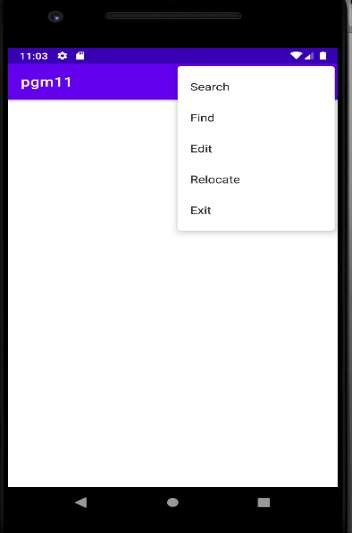 11:03
pgm11
Search
Find
Edit
Relocate
Exit